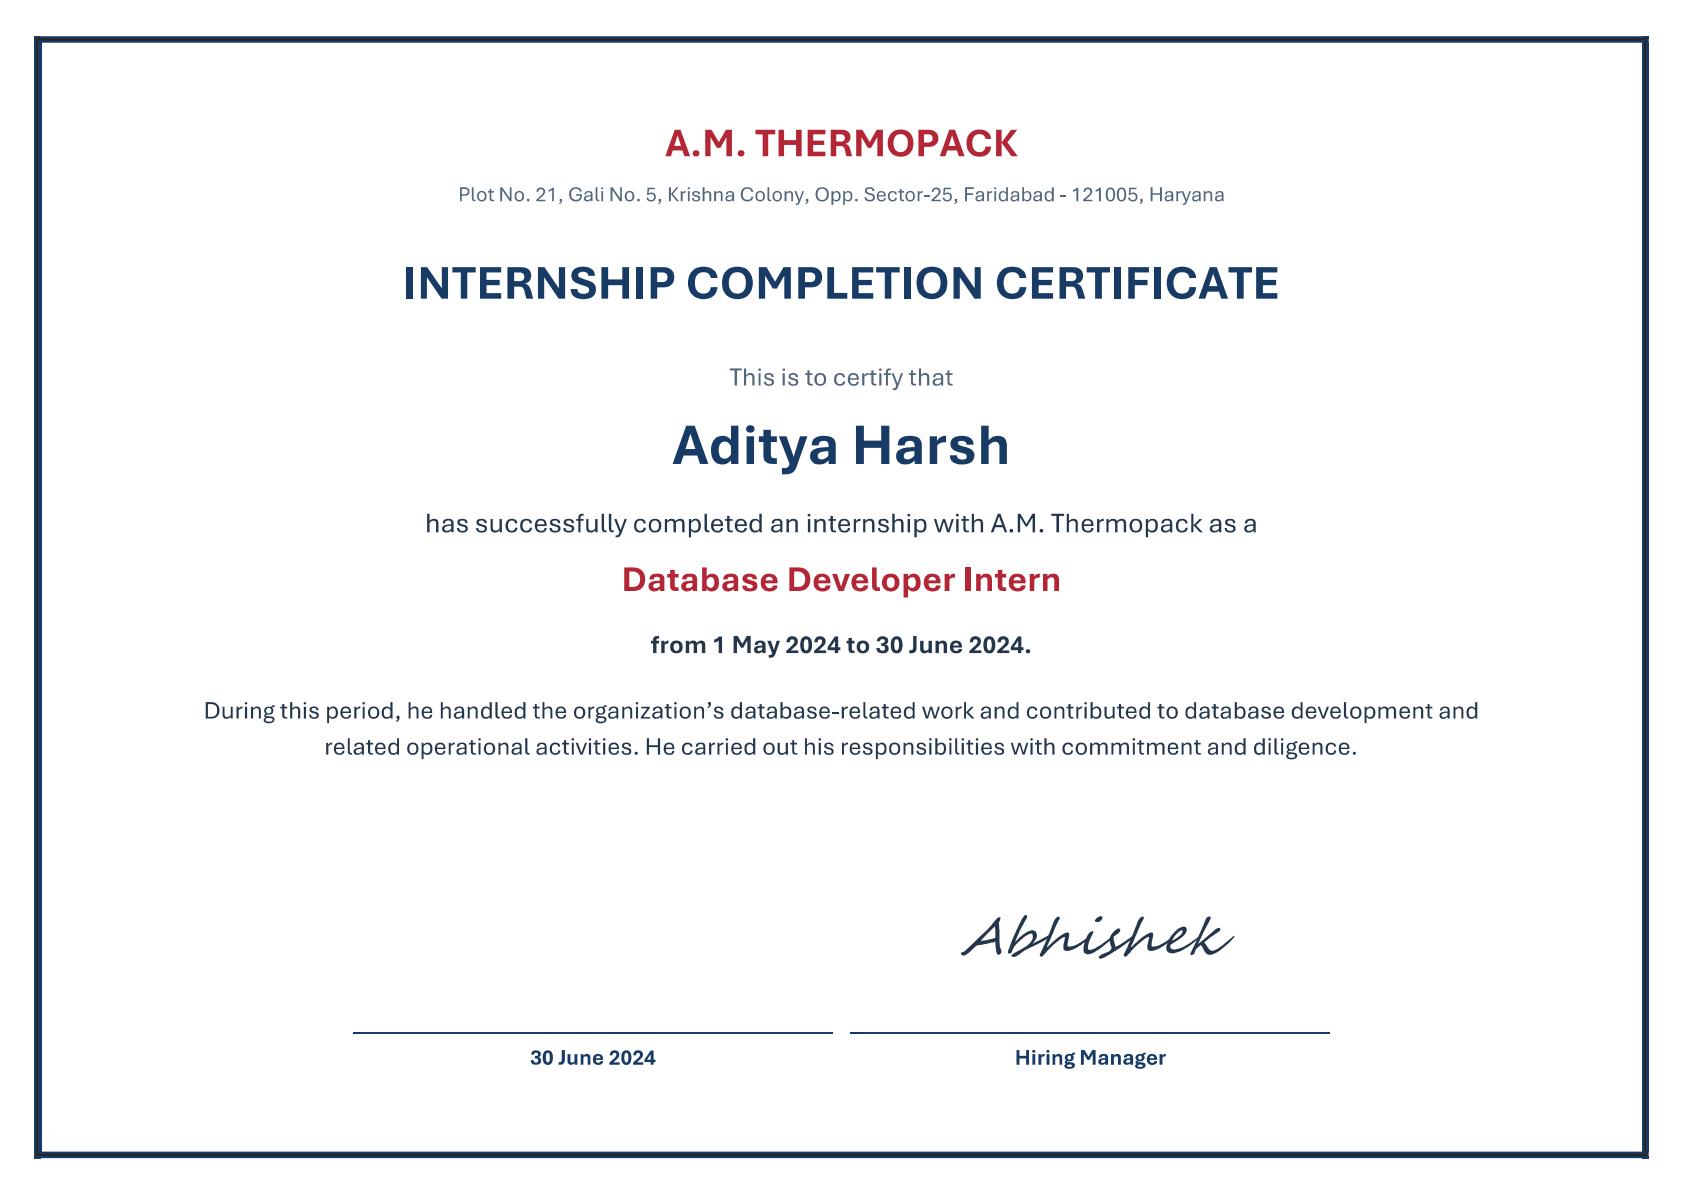 A.M. THERMOPACK
Plot No. 21, Gali No. 5, Krishna Colony, Opp. Sector-25, Faridabad - 121005, Haryana
INTERNSHIP COMPLETION CERTIFICATE
This is to certify that
Aditya Harsh
has successfully completed an internship with A.M. Thermopack as a
Database Developer Intern
from 1 May 2024 to 30 June 2024.
During this period, he handled the organization’s database-related work and contributed to database development and
related operational activities. He carried out his responsibilities with commitment and diligence.
Abhishek
30 June 2024
Hiring Manager